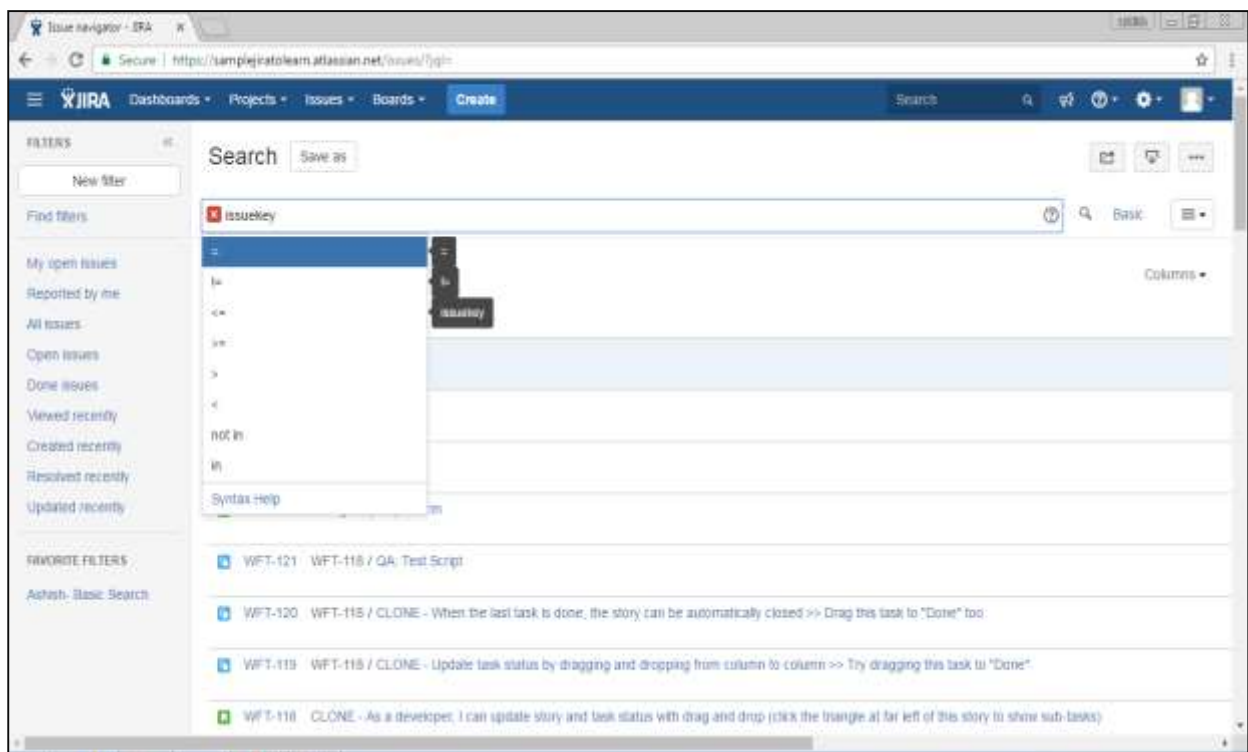 Issue navigator - JIRA
Secure | https://samplejiratolearn.atlassian.net/issues/?jql=
JIRA Dashboards Projects Issues Boards Create Search
FILTERS
New filter
Find filters
My open issues
Reported by me
All issues
Open issues
Done issues
Viewed recently
Created recently
Resolved recently
Updated recently
FAVORITE FILTERS
Ashish- Basic Search
Search Save as
issuekey Basic
Columns
= =
!= !=
<= issuekey
>=
>
<
not in
in
Syntax Help
WFT-121 WFT-118 / QA: Test Script
WFT-120 WFT-118 / CLONE - When the last task is done, the story can be automatically closed >> Drag this task to "Done" too
WFT-119 WFT-118 / CLONE - Update task status by dragging and dropping from column to column >> Try dragging this task to "Done"
WFT-118 CLONE - As a developer, I can update story and task status with drag and drop (click the triangle at far left of this story to show sub-tasks)